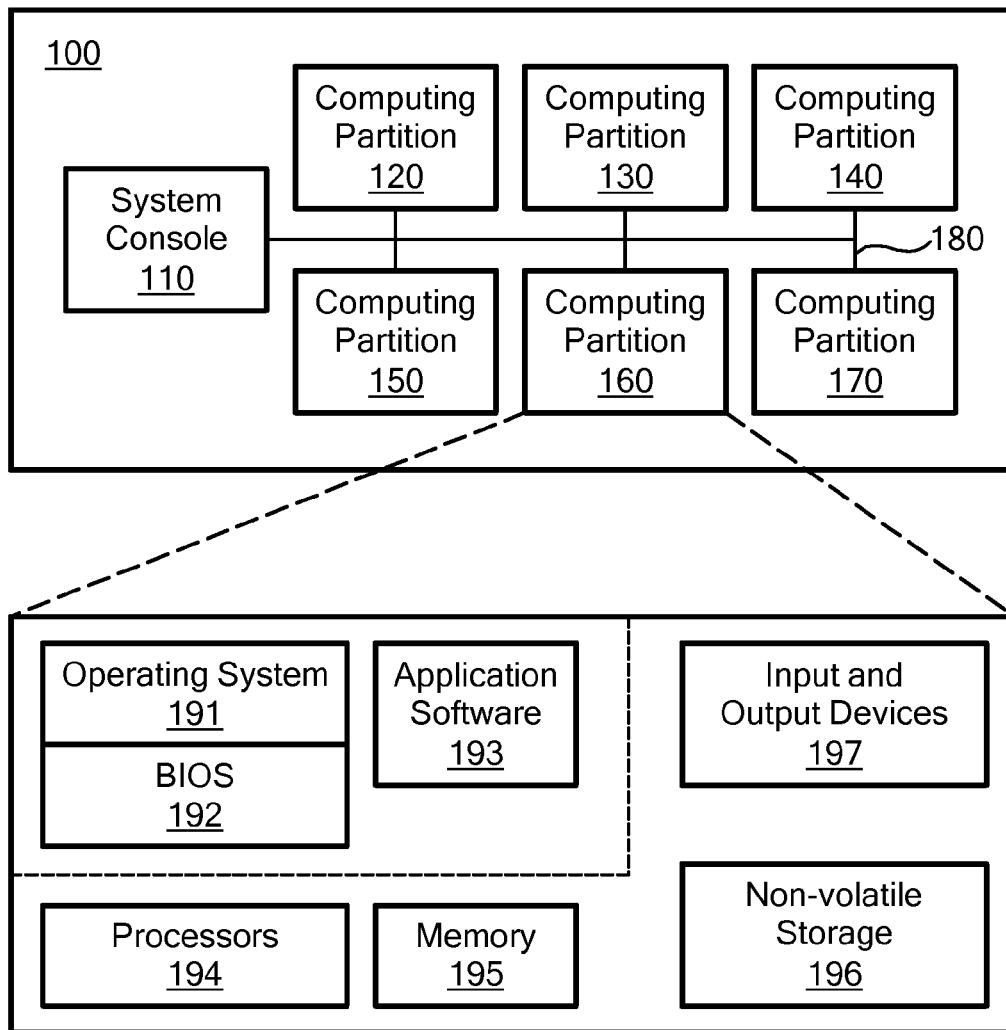 100
Computing
Partition
120
Computing
Partition
130
Computing
Partition
140
System
Console
110
180
Computing
Partition
150
Computing
Partition
160
Computing
Partition
170
Operating System
191
BIOS
192
Application
Software
193
Input and
Output Devices
197
Processors
194
Memory
195
Non-volatile
Storage
196